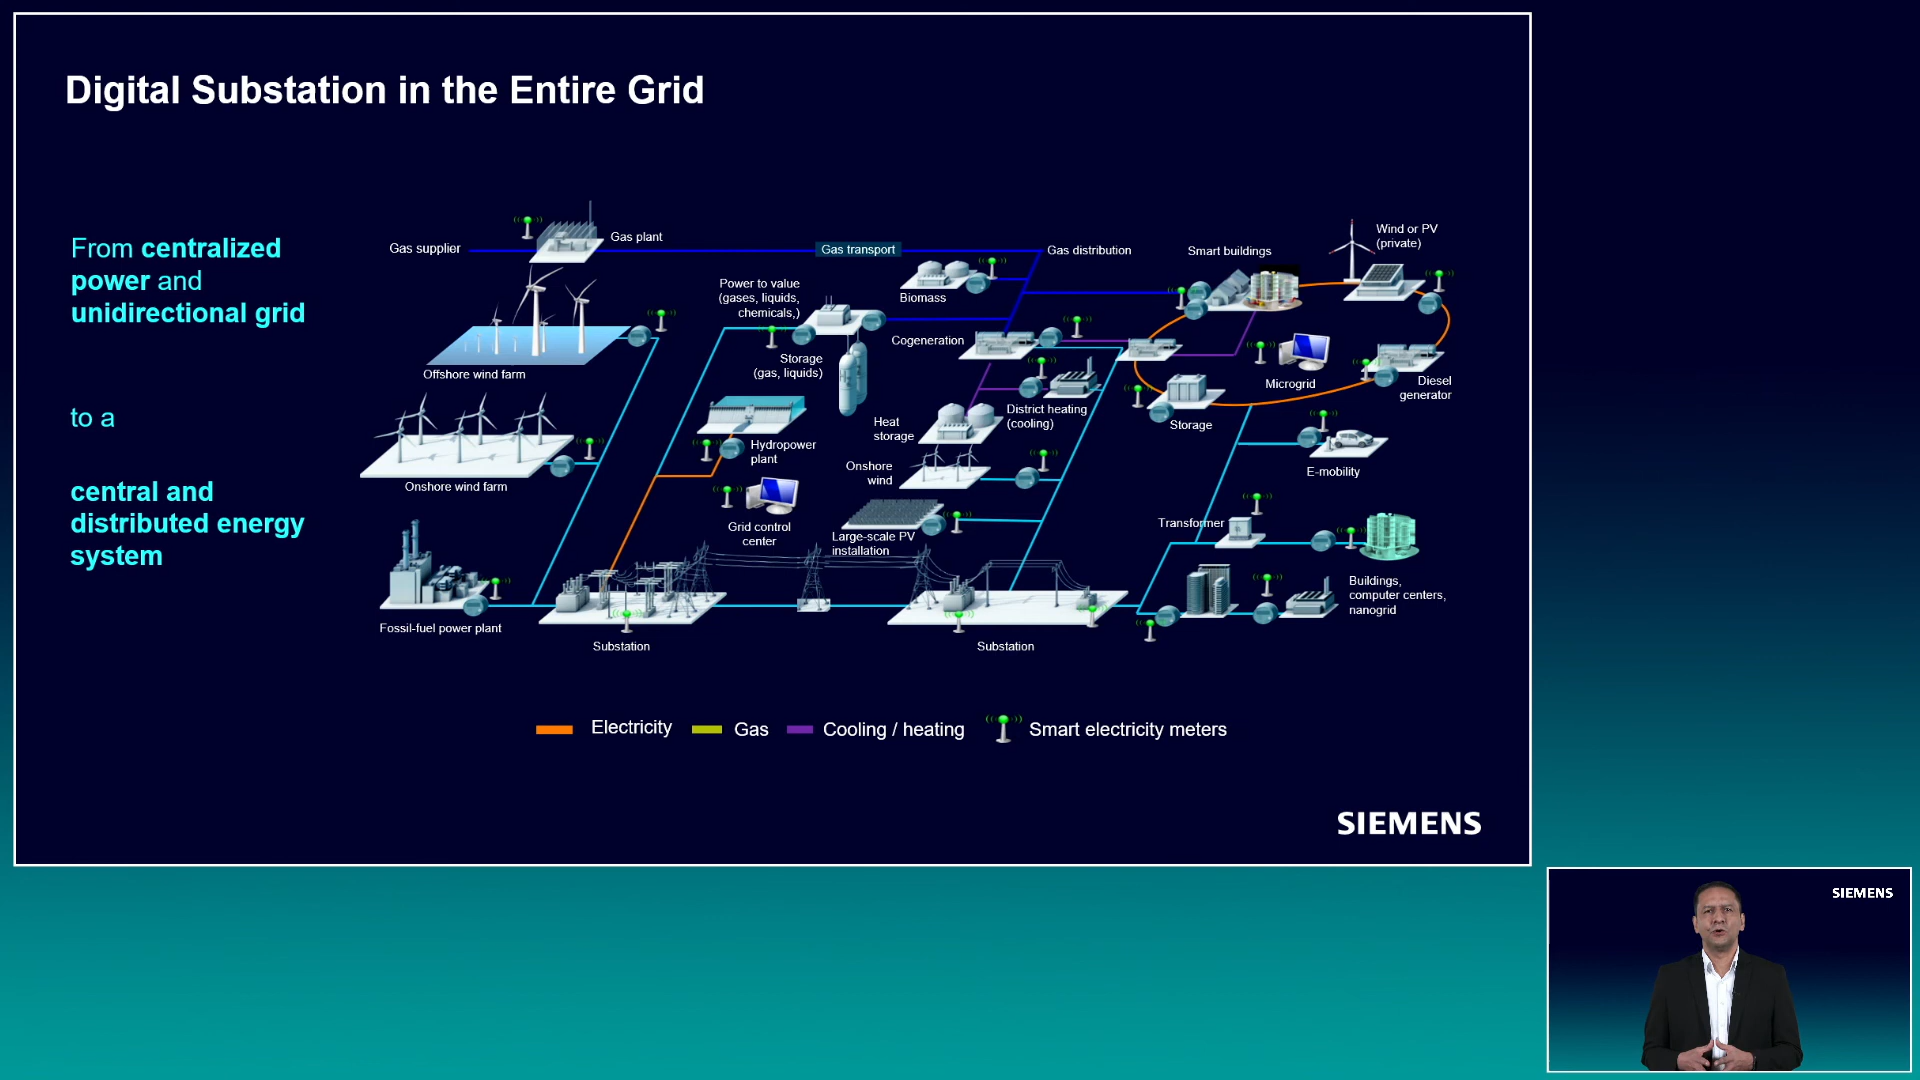 Digital Substation in the Entire Grid
From centralized
power and
unidirectional grid
to a
central and
distributed energy
system
Gas supplier
Gas plant
Gas transport
Gas distribution
Smart buildings
Wind or PV
(private)
Power to value
(gases, liquids,
chemicals,)
Biomass
Cogeneration
Offshore wind farm
Storage
(gas, liquids)
Microgrid
Diesel
generator
District heating
(cooling)
Heat
storage
Storage
Hydropower
plant
Onshore
wind
E-mobility
Onshore wind farm
Grid control
center
Large-scale PV
installation
Transformer
Buildings,
computer centers,
nanogrid
Fossil-fuel power plant
Substation
Substation
Electricity
Gas
Cooling / heating
Smart electricity meters
SIEMENS
SIEMENS